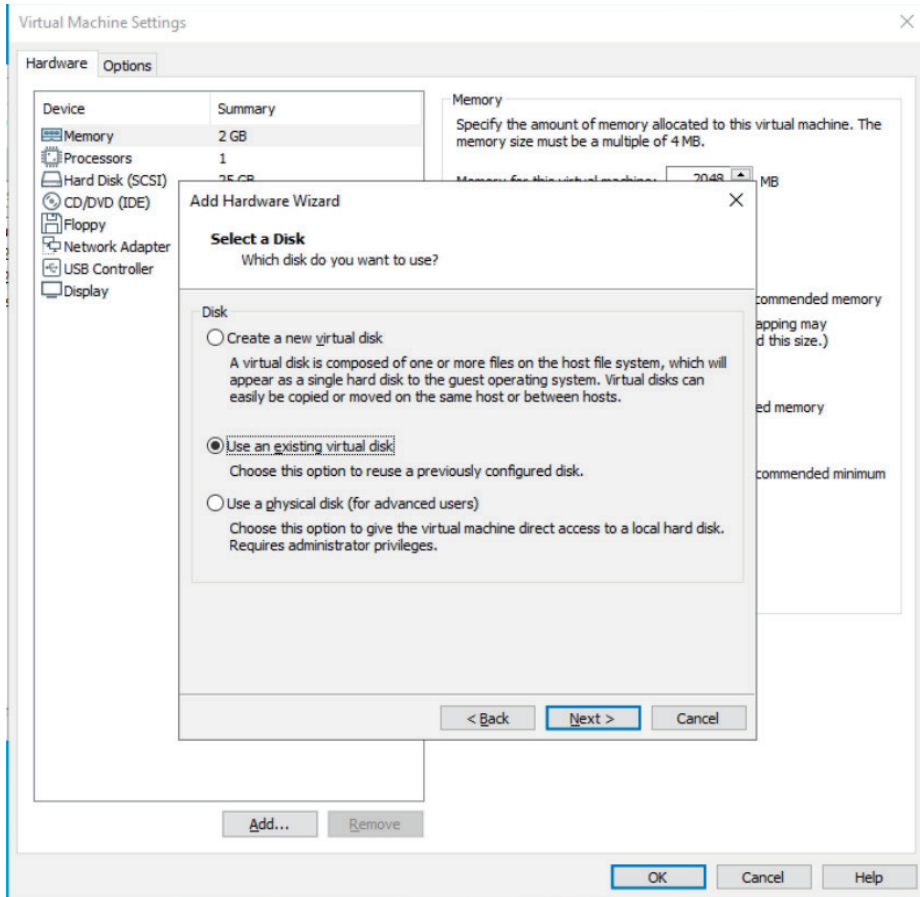 Virtual Machine Settings
Hardware Options
Device Summary
Memory 2 GB
Processors 1
Hard Disk (SCSI) 25 GB
CD/DVD (IDE)
Floppy
Network Adapter
USB Controller
Display
Memory
Specify the amount of memory allocated to this virtual machine. The
memory size must be a multiple of 4 MB.
Memory for this virtual machine: 2048 MB
commended memory
apping may
d this size.)
ed memory
commended minimum
Add Hardware Wizard
Select a Disk
Which disk do you want to use?
Disk
Create a new virtual disk
A virtual disk is composed of one or more files on the host file system, which will
appear as a single hard disk to the guest operating system. Virtual disks can
easily be copied or moved on the same host or between hosts.
Use an existing virtual disk
Choose this option to reuse a previously configured disk.
Use a physical disk (for advanced users)
Choose this option to give the virtual machine direct access to a local hard disk.
Requires administrator privileges.
< Back Next > Cancel
Add... Remove
OK Cancel Help